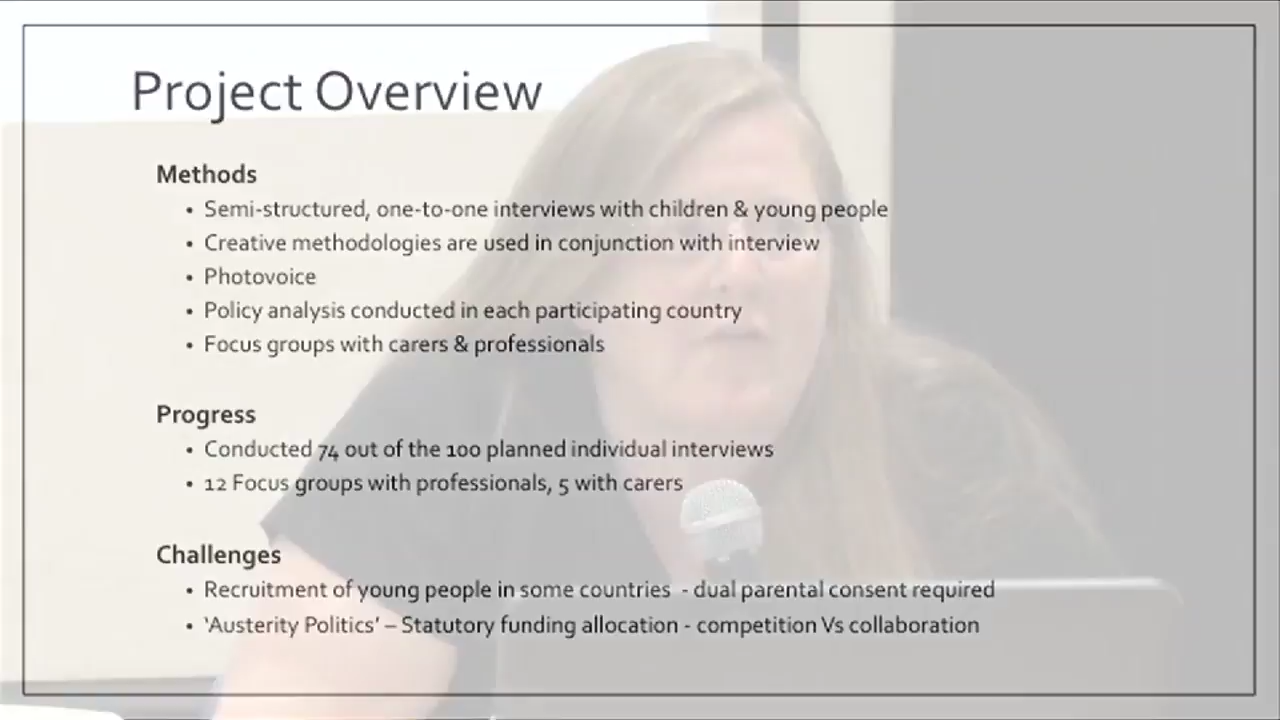 Project Overview
Methods
• Semi-structured, one-to-one interviews with children & young people
• Creative methodologies are used in conjunction with interview
• Photovoice
• Policy analysis conducted in each participating country
• Focus groups with carers & professionals
Progress
• Conducted 74 out of the 100 planned individual interviews
• 12 Focus groups with professionals, 5 with carers
Challenges
• Recruitment of young people in some countries - dual parental consent required
• ‘Austerity Politics’ – Statutory funding allocation - competition Vs collaboration